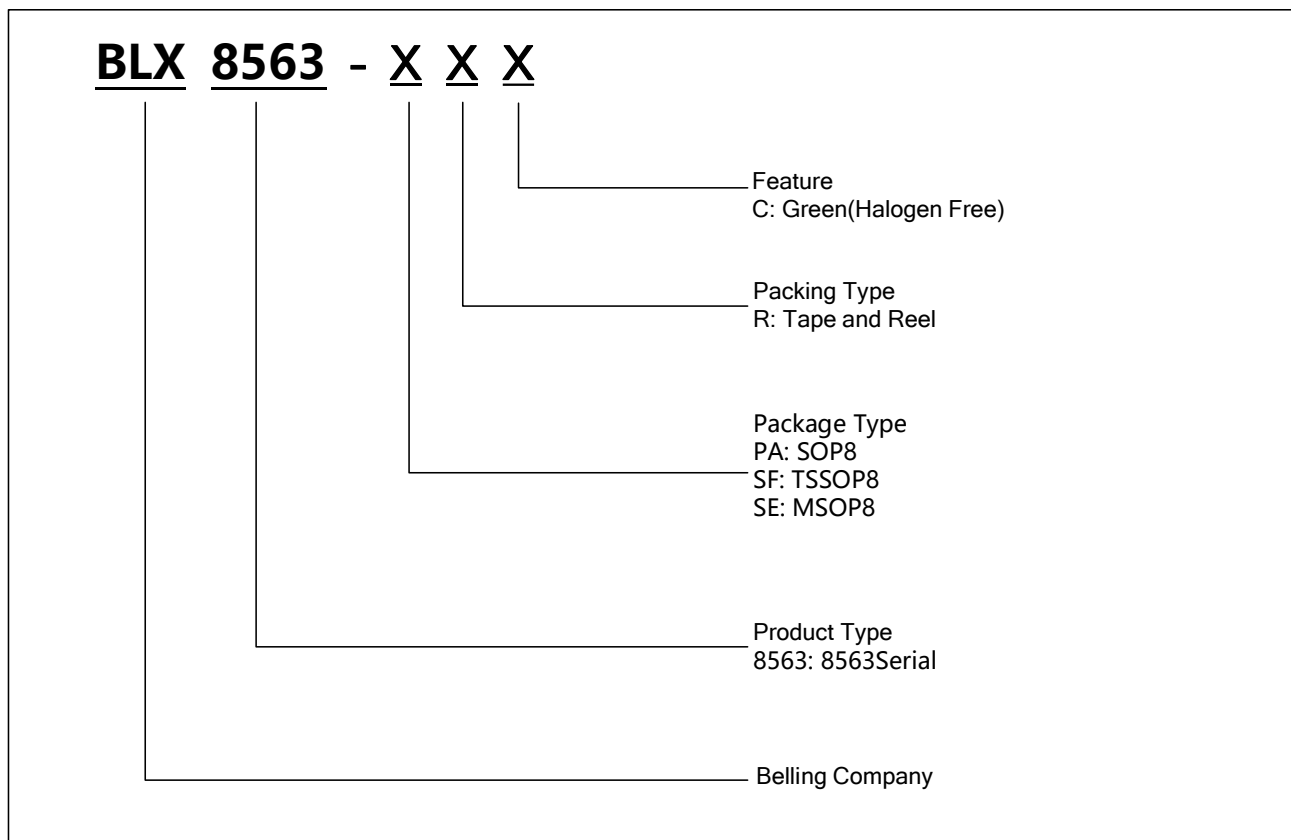 BLX 8563 - X X X
Feature
C: Green(Halogen Free)
Packing Type
R: Tape and Reel
Package Type
PA: SOP8
SF: TSSOP8
SE: MSOP8
Product Type
8563: 8563Serial
Belling Company